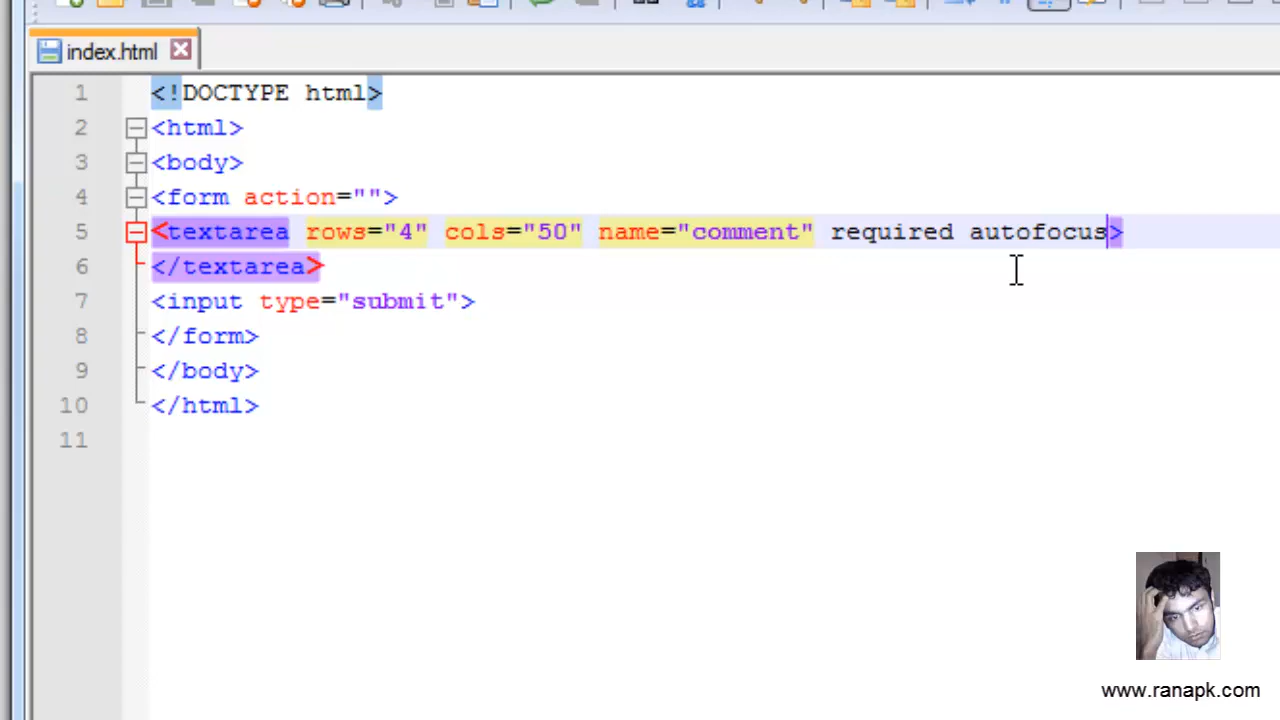 index.html
1 <!DOCTYPE html>
2 <html>
3 <body>
4 <form action="">
5 <textarea rows="4" cols="50" name="comment" required autofocus>
6 </textarea>
7 <input type="submit">
8 </form>
9 </body>
10 </html>
11
www.ranapk.com